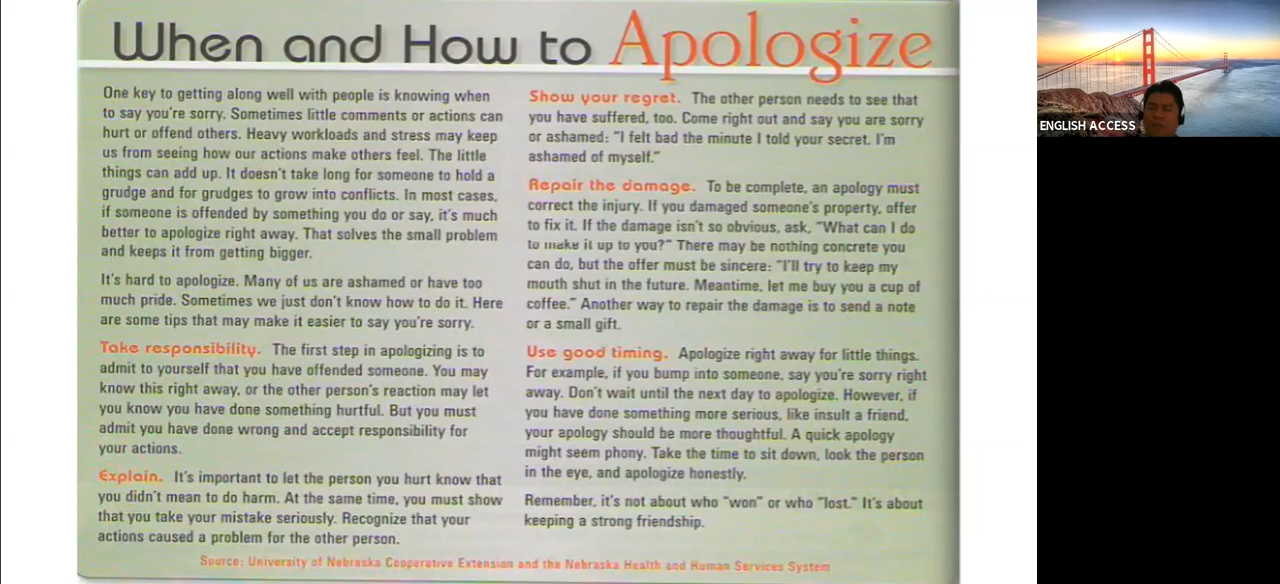 When and How to Apologize
One key to getting along well with people is knowing when
to say you're sorry. Sometimes little comments or actions can
hurt or offend others. Heavy workloads and stress may keep
us from seeing how our actions make others feel. The little
things can add up. It doesn't take long for someone to hold a
grudge and for grudges to grow into conflicts. In most cases,
if someone is offended by something you do or say, it's much
better to apologize right away. That solves the small problem
and keeps it from getting bigger.
It's hard to apologize. Many of us are ashamed or have too
much pride. Sometimes we just don't know how to do it. Here
are some tips that may make it easier to say you're sorry.
Take responsibility. The first step in apologizing is to
admit to yourself that you have offended someone. You may
know this right away, or the other person's reaction may let
you know you have done something hurtful. But you must
admit you have done wrong and accept responsibility for
your actions.
Explain. It's important to let the person you hurt know that
you didn't mean to do harm. At the same time, you must show
that you take your mistake seriously. Recognize that your
actions caused a problem for the other person.
Show your regret. The other person needs to see that
you have suffered, too. Come right out and say you are sorry
or ashamed: "I felt bad the minute I told your secret. I'm
ashamed of myself."
Repair the damage. To be complete, an apology must
correct the injury. If you damaged someone's property, offer
to fix it. If the damage isn't so obvious, ask, "What can I do
to make it up to you?" There may be nothing concrete you
can do, but the offer must be sincere: "I'll try to keep my
mouth shut in the future. Meantime, let me buy you a cup of
coffee." Another way to repair the damage is to send a note
or a small gift.
Use good timing. Apologize right away for little things.
For example, if you bump into someone, say you're sorry right
away. Don't wait until the next day to apologize. However, if
you have done something more serious, like insult a friend,
your apology should be more thoughtful. A quick apology
might seem phony. Take the time to sit down, look the person
in the eye, and apologize honestly.
Remember, it's not about who "won" or who "lost." It's about
keeping a strong friendship.
Source: University of Nebraska Cooperative Extension and the Nebraska Health and Human Services System
ENGLISH ACCESS